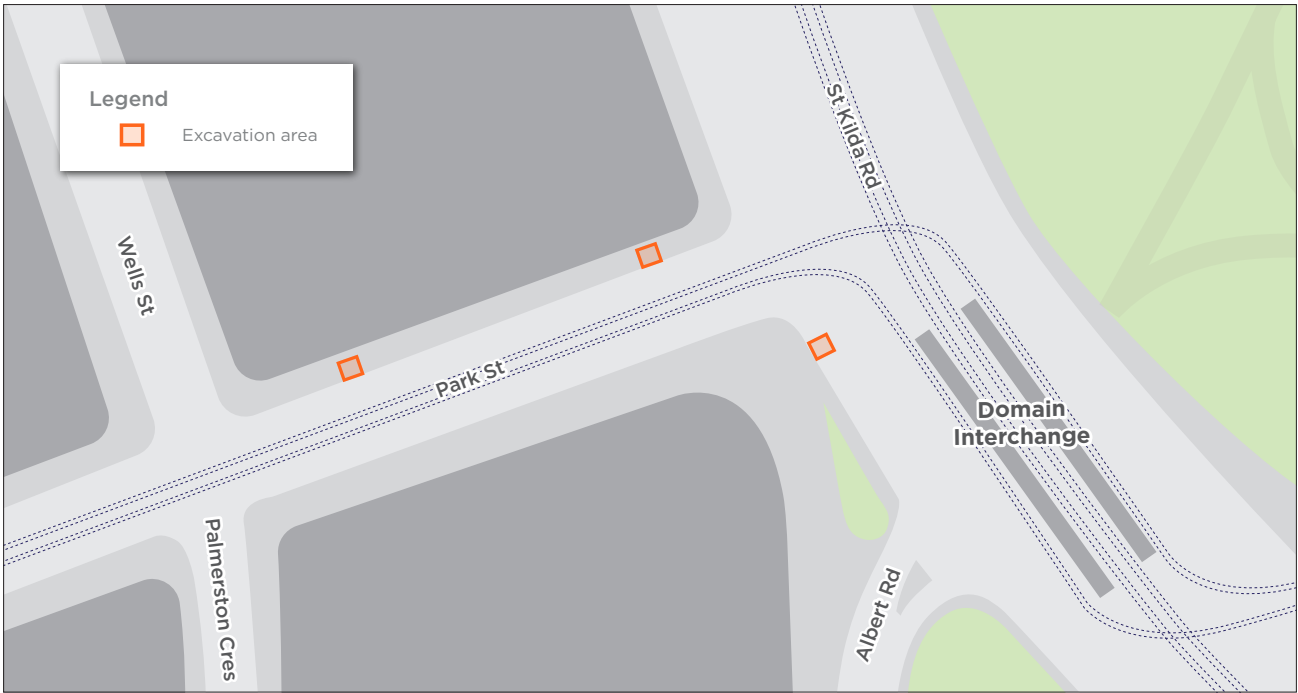 Legend
Excavation area
St Kilda Rd
Wells St
Park St
Domain
Interchange
Palmerston Cres
Albert Rd